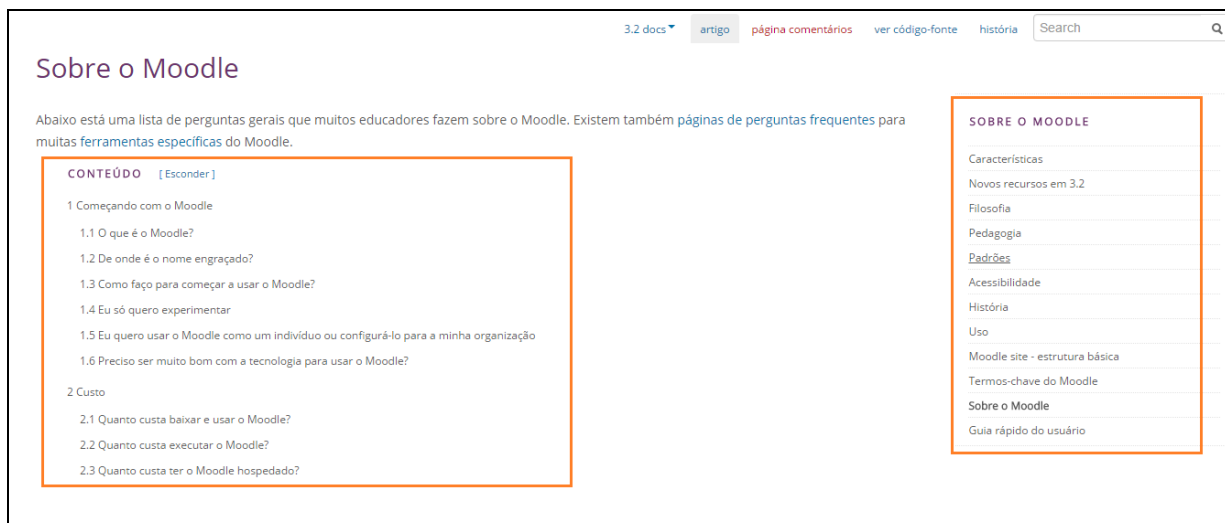 3.2 docs artigo página comentários ver código-fonte história Search
Sobre o Moodle
Abaixo está uma lista de perguntas gerais que muitos educadores fazem sobre o Moodle. Existem também páginas de perguntas frequentes para
muitas ferramentas específicas do Moodle.
CONTEÚDO [ Esconder ]
1 Começando com o Moodle
1.1 O que é o Moodle?
1.2 De onde é o nome engraçado?
1.3 Como faço para começar a usar o Moodle?
1.4 Eu só quero experimentar
1.5 Eu quero usar o Moodle como um indivíduo ou configurá-lo para a minha organização
1.6 Preciso ser muito bom com a tecnologia para usar o Moodle?
2 Custo
2.1 Quanto custa baixar e usar o Moodle?
2.2 Quanto custa executar o Moodle?
2.3 Quanto custa ter o Moodle hospedado?
SOBRE O MOODLE
Características
Novos recursos em 3.2
Filosofia
Pedagogia
Padrões
Acessibilidade
História
Uso
Moodle site - estrutura básica
Termos-chave do Moodle
Sobre o Moodle
Guia rápido do usuário